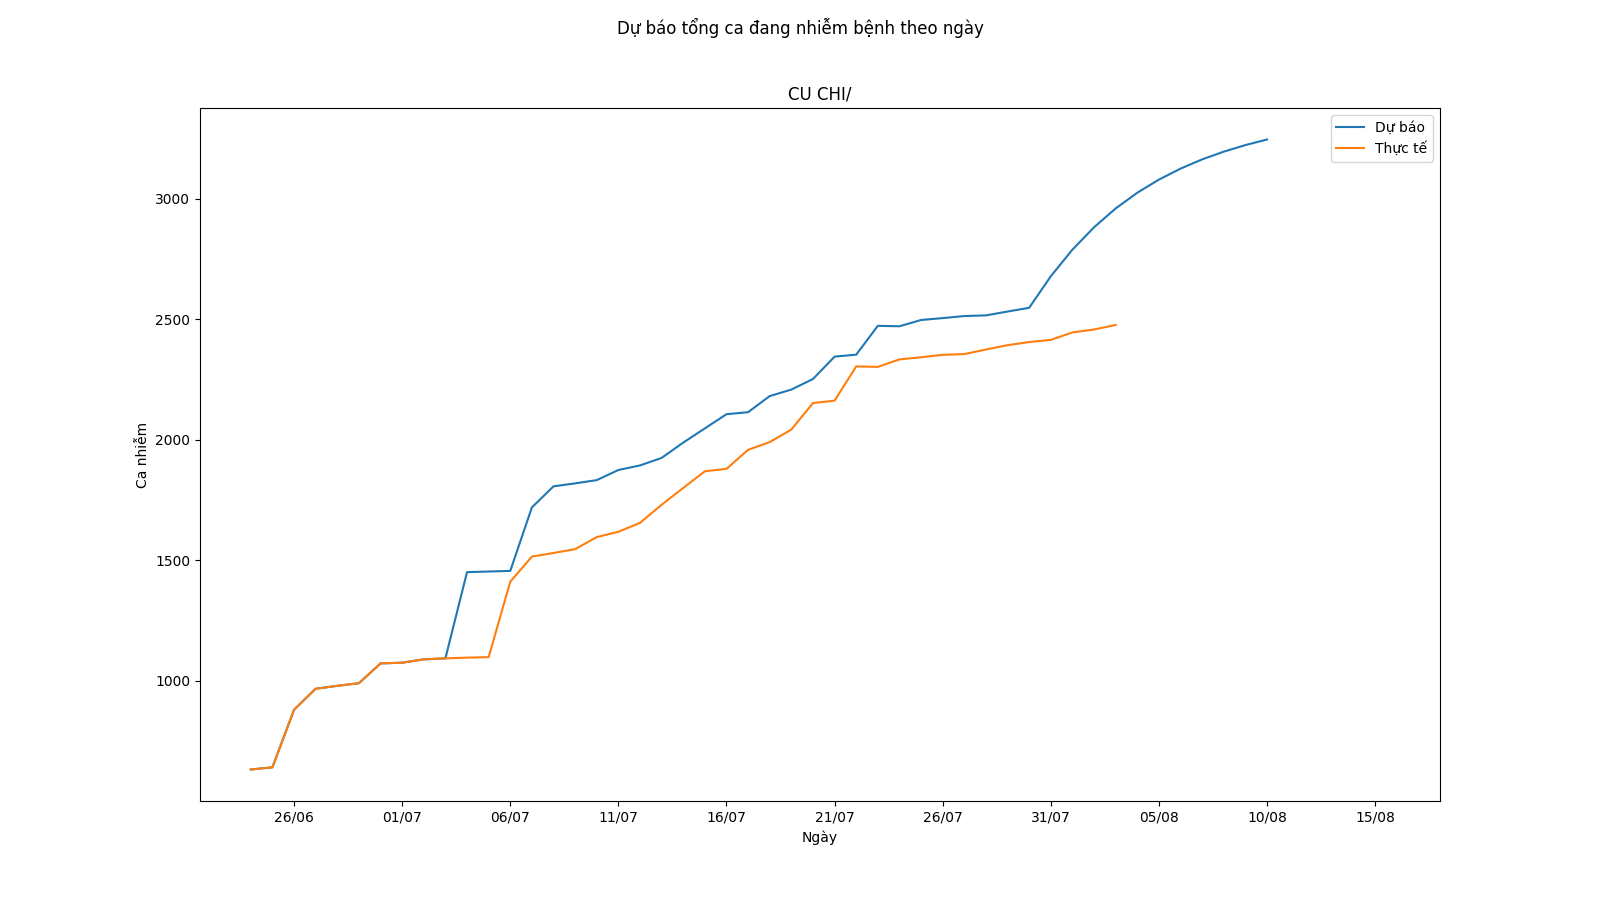 Dự báo tổng ca đang nhiễm bệnh theo ngày
CU CHI/
Dự báo
Thực tế
3000
2500
2000
1500
1000
Ca nhiễm
26/06 01/07 06/07 11/07 16/07 21/07 26/07 31/07 05/08 10/08 15/08
Ngày